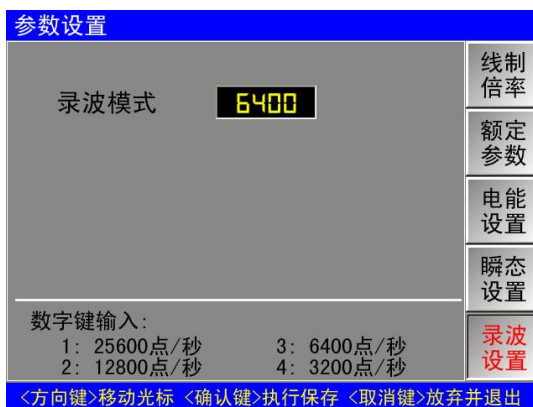 参数设置
录波模式 6400
线制
倍率
额定
参数
电能
设置
瞬态
设置
录波
设置
数字键输入:
1: 25600点/秒 3: 6400点/秒
2: 12800点/秒 4: 3200点/秒
<方向键>移动光标 <确认键>执行保存 <取消键>放弃并退出